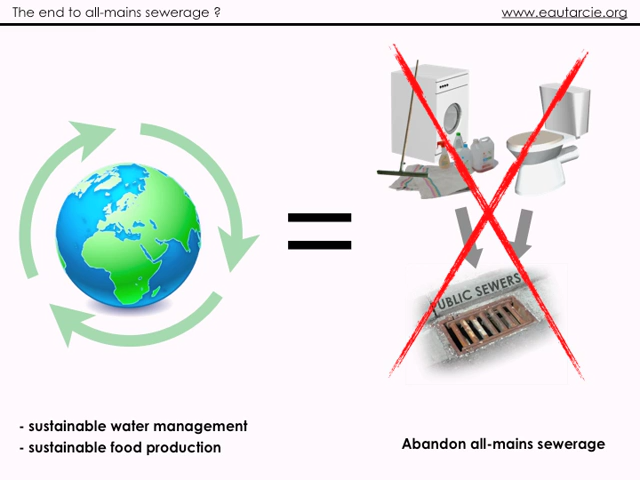 The end to all-mains sewerage ?
www.eautarcie.org
PUBLIC SEWERS
- sustainable water management
- sustainable food production
Abandon all-mains sewerage